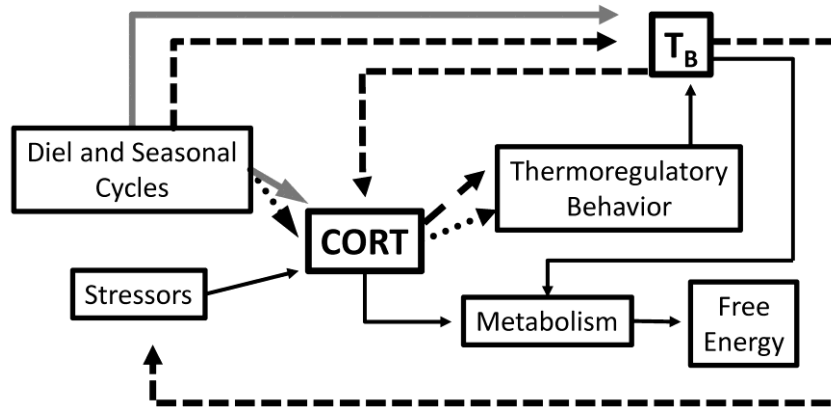 T_B
Diel and Seasonal
Cycles
Thermoregulatory
Behavior
CORT
Stressors
Metabolism
Free
Energy